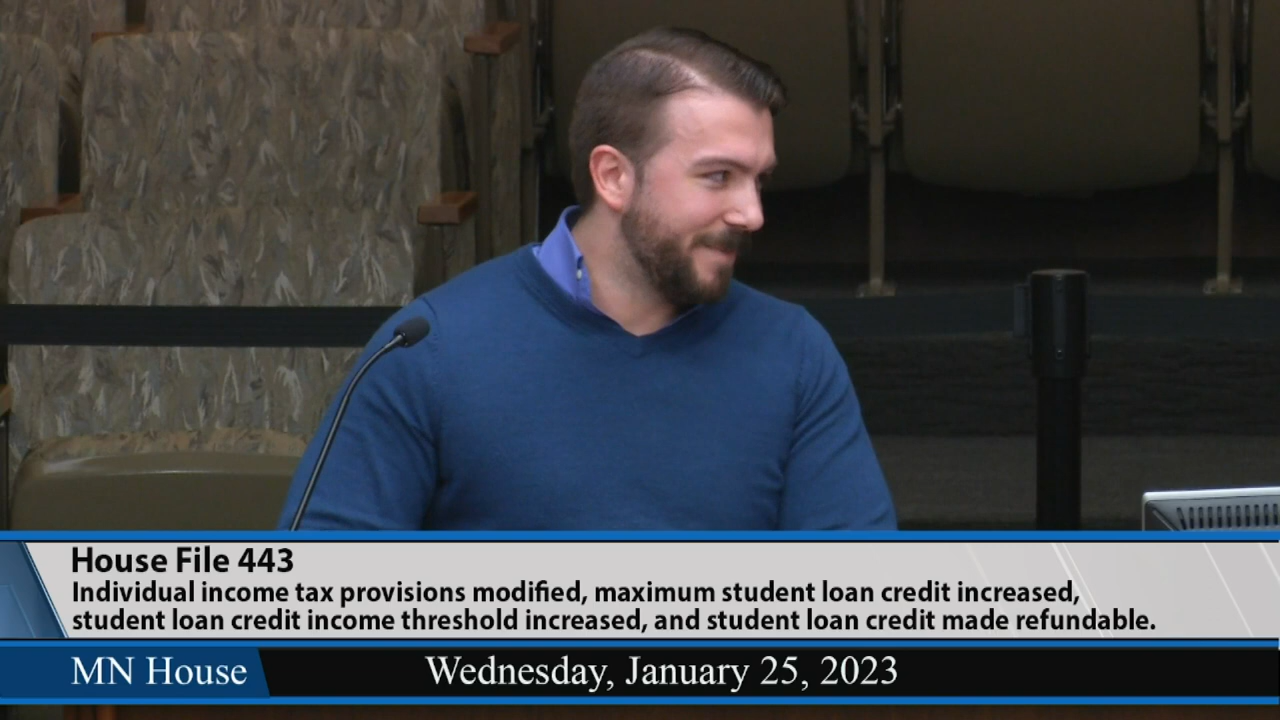 House File 443
Individual income tax provisions modified, maximum student loan credit increased,
student loan credit income threshold increased, and student loan credit made refundable.
MN House
Wednesday, January 25, 2023